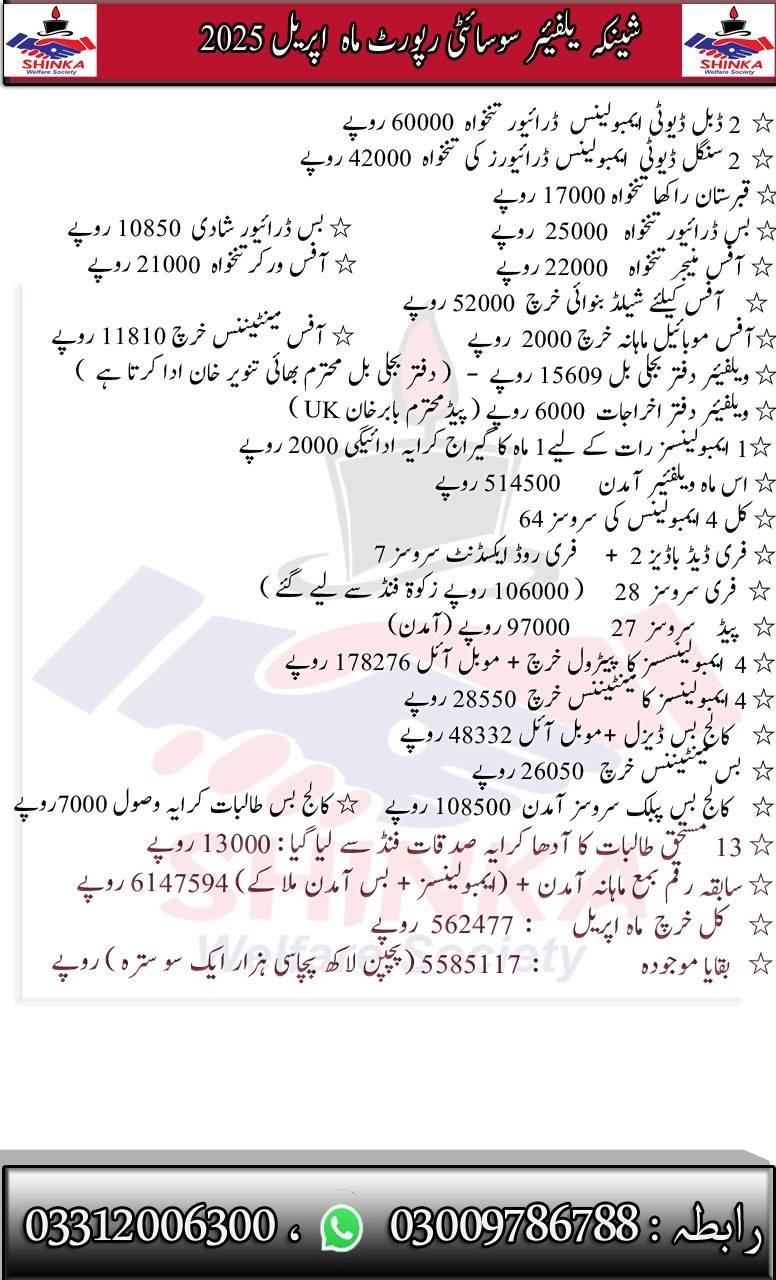 SHINKA
Welfare Society
شینکہ یلفیئر سوسائٹی رپورٹ ماہ اپریل 2025
SHINKA
Welfare Society
☆ 2 ڈبل ڈیوٹی ایمبولینس ڈرائیور تنخواہ 60000 روپے
☆ 2 سنگل ڈیوٹی ایمبولینس ڈرائیورز کی تنخواہ 42000 روپے
☆ قبرستان راکھا تنخواہ 17000 روپے
☆ بس ڈرائیور تنخواہ 25000 روپے ☆ بس ڈرائیور شادی 10850 روپے
☆ آفس منیجر تنخواہ 22000 روپے ☆ آفس ورکر تنخواہ 21000 روپے
☆ آفس کیلئے شیلڈ بنوائی خرچ 52000 روپے
☆ آفس موبائیل ماہانہ خرچ 2000 روپے ☆ آفس مینٹیننس خرچ 11810 روپے
☆ ویلفیئر دفتر بجلی بل 15609 روپے - ( دفتر بجلی بل محترم بھائی تنویر خان ادا کرتا ہے )
☆ ویلفیئر دفتر اخراجات 6000 روپے ( پیڈ محترم بابر خان UK )
☆ 1 ایمبولینسز رات کے لیے 1 ماہ کا گیراج کرایہ ادائیگی 2000 روپے
☆ اس ماہ ویلفئیر آمدن 514500 روپے
☆ کل 4 ایمبولینس کی سروسز 64
☆ فری ڈیڈ باڈیز 2 + فری روڈ ایکسڈنٹ سروسز 7
☆ فری سروسز 28 ( 106000 روپے زکوۃ فنڈ سے لیے گئے )
☆ پیڈ سروسز 27 97000 روپے (آمدن)
☆ 4 ایمبولینسسز کا پیٹرول خرچ + موبل آئل 178276 روپے
☆ 4 ایمبولینسز کا مینٹیننس خرچ 28550 روپے
☆ کالج بس ڈیزل + موبل آئل 48332 روپے
☆ بس مینٹیننس خرچ 26050 روپے
☆ کالج بس پبلک سروسز آمدن 108500 روپے ☆ کالج بس طالبات کرایہ وصول 7000 روپے
☆ 13 مستحق طالبات کا آدھا کرایہ صدقات فنڈ سے لیا گیا : 13000 روپے
☆ سابقہ رقم بمع ماہانہ آمدن + (ایمبولینسز + بس آمدن ملا کے) 6147594 روپے
☆ کل خرچ ماہ اپریل : 562477 روپے
☆ بقایا موجودہ : 5585117 (پچپن لاکھ پچاسی ہزار ایک سو سترہ ) روپے
SHINKA
Welfare Society
رابطہ : 03009786788 ، 03312006300